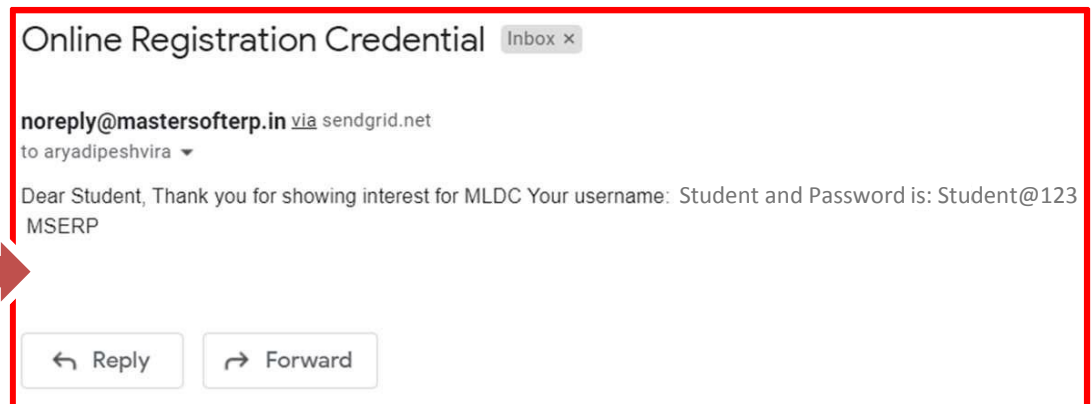 Online Registration Credential Inbox ×
noreply@mastersofterp.in via sendgrid.net
to aryadipeshvira
Dear Student, Thank you for showing interest for MLDC Your username: Student and Password is: Student@123
MSERP
Reply Forward